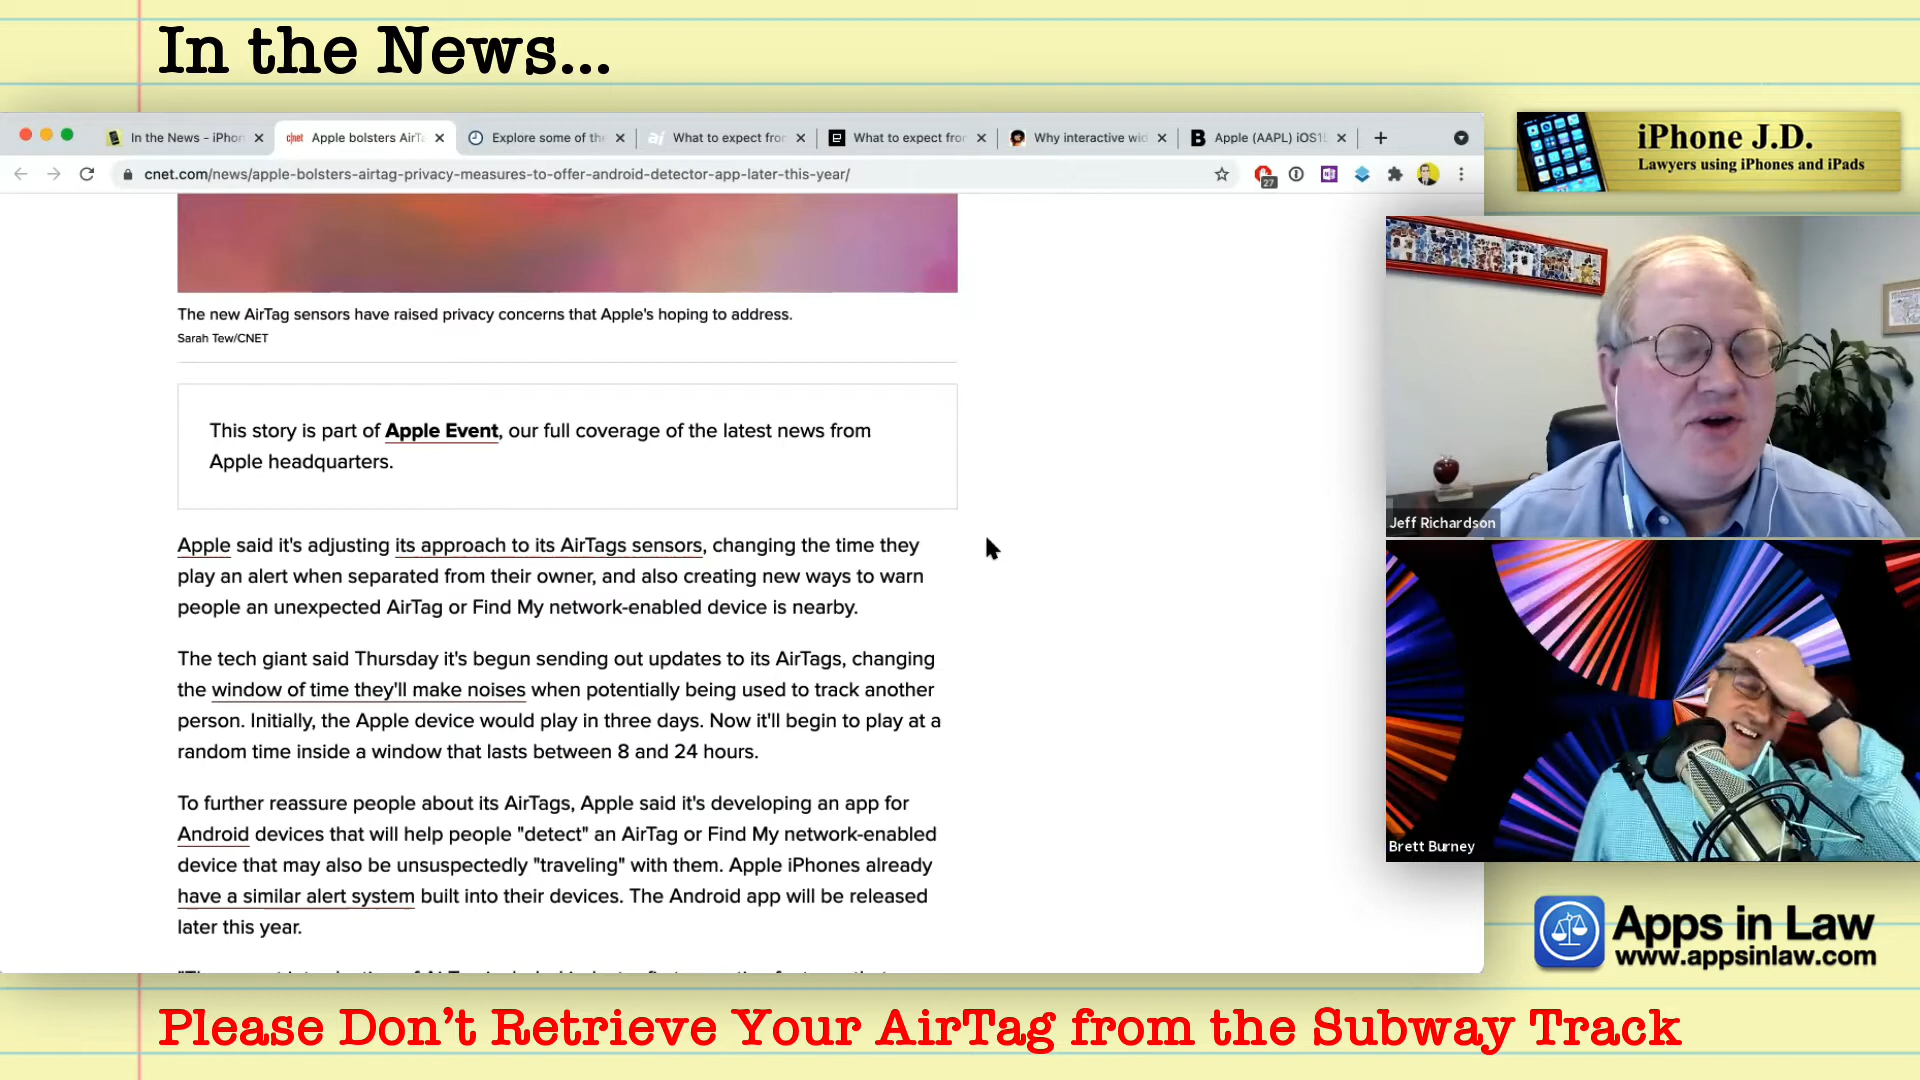 In the News...
In the News - iPhon
c|net Apple bolsters AirTa
Explore some of the
ai What to expect fror
What to expect fror
Why interactive wid
B Apple (AAPL) iOS15
cnet.com/news/apple-bolsters-airtag-privacy-measures-to-offer-android-detector-app-later-this-year/
27
iPhone J.D.
Lawyers using iPhones and iPads
The new AirTag sensors have raised privacy concerns that Apple's hoping to address.
Sarah Tew/CNET
This story is part of Apple Event, our full coverage of the latest news from
Apple headquarters.
Apple said it's adjusting its approach to its AirTags sensors, changing the time they
play an alert when separated from their owner, and also creating new ways to warn
people an unexpected AirTag or Find My network-enabled device is nearby.
The tech giant said Thursday it's begun sending out updates to its AirTags, changing
the window of time they'll make noises when potentially being used to track another
person. Initially, the Apple device would play in three days. Now it'll begin to play at a
random time inside a window that lasts between 8 and 24 hours.
To further reassure people about its AirTags, Apple said it's developing an app for
Android devices that will help people "detect" an AirTag or Find My network-enabled
device that may also be unsuspectedly "traveling" with them. Apple iPhones already
have a similar alert system built into their devices. The Android app will be released
later this year.
Jeff Richardson
Brett Burney
Apps in Law
www.appsinlaw.com
Please Don't Retrieve Your AirTag from the Subway Track